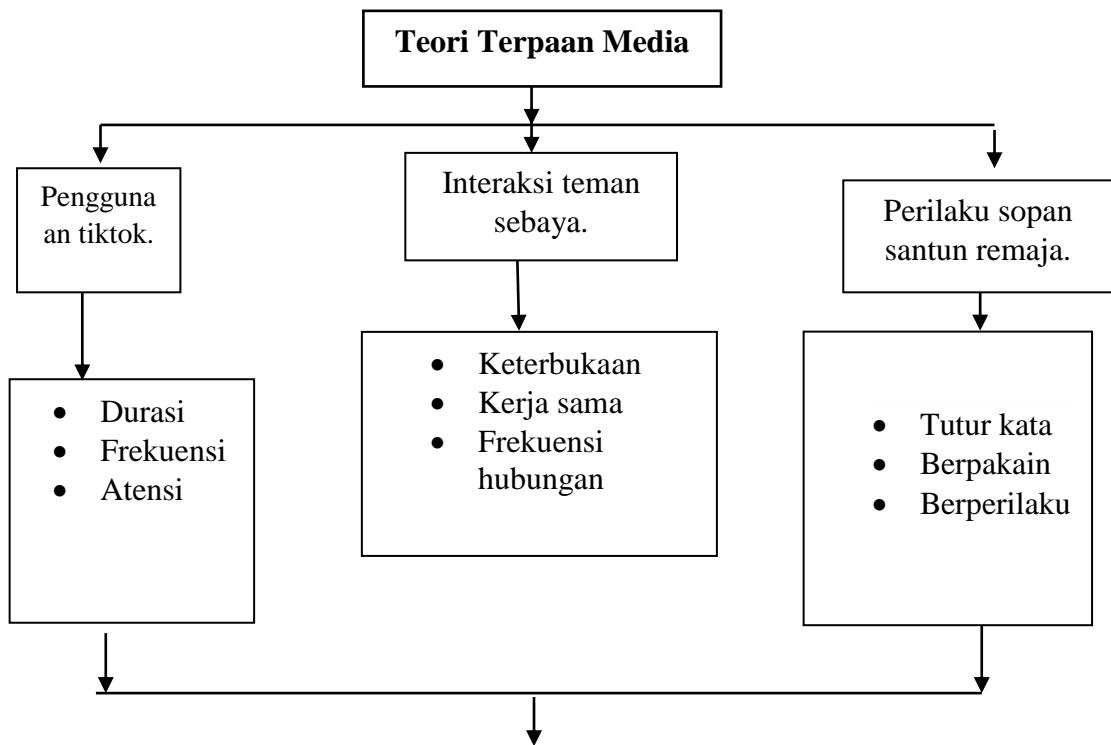 Teori Terpaan Media
Pengguna
an tiktok.
Interaksi teman
sebaya.
Perilaku sopan
santun remaja.
• Durasi
• Frekuensi
• Atensi
• Keterbukaan
• Kerja sama
• Frekuensi
hubungan
• Tutur kata
• Berpakain
• Berperilaku